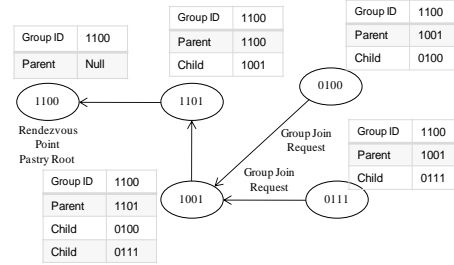 Group ID 1100
Parent Null
Group ID 1100
Parent 1100
Child 1001
Group ID 1100
Parent 1001
Child 0100
1100
Rendezvous
Point
Pastry Root
1101
0100
Group Join
Request
Group ID 1100
Parent 1001
Child 0111
Group Join
Request
Group ID 1100
Parent 1101
Child 0100
Child 0111
1001
0111